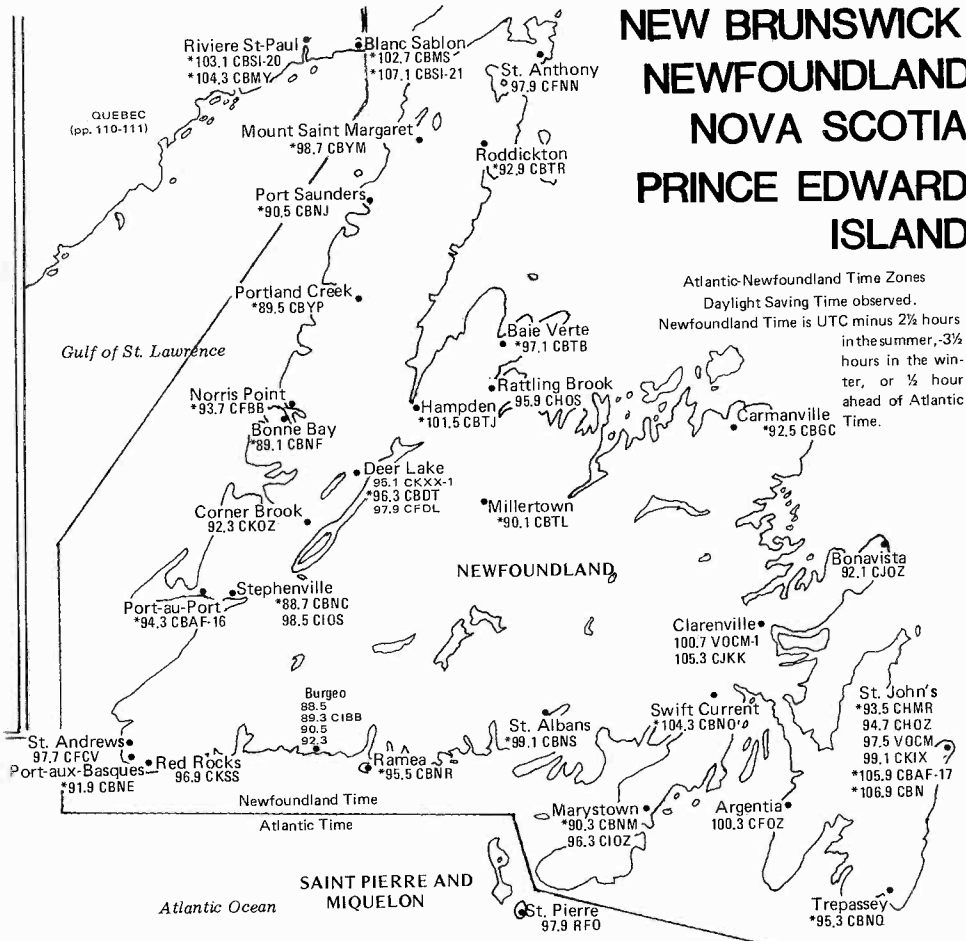 NEW BRUNSWICK
NEWFOUNDLAND
NOVA SCOTIA
PRINCE EDWARD
ISLAND
Atlantic-Newfoundland Time Zones
Daylight Saving Time observed.
Newfoundland Time is UTC minus 2½ hours
in the summer, -3½
hours in the win-
ter, or ½ hour
ahead of Atlantic
Time.
Riviere St-Paul
*103.1 CBSI-20
*104.3 CBMY
Blanc Sablon
*102.7 CBMS
*107.1 CBSI-21
St. Anthony
97.9 CFNN
QUEBEC
(pp. 110-111)
Mount Saint Margaret
*98.7 CBYM
Roddickton
*92.9 CBTR
Port Saunders
*90.5 CBNJ
Portland Creek
*89.5 CBYP
Baie Verte
*97.1 CBTB
Gulf of St. Lawrence
Rattling Brook
95.9 CHOS
Norris Point
*93.7 CFBB
Hampden
*101.5 CBTJ
Carmanville
*92.5 CBGC
Bonne Bay
*89.1 CBNF
Deer Lake
95.1 CKXX-1
*96.3 CBDT
97.9 CFDL
Millertown
*90.1 CBTL
Corner Brook
92.3 CKOZ
Bonavista
92.1 CJOZ
NEWFOUNDLAND
Stephenville
*88.7 CBNC
98.5 CIOS
Port-au-Port
*94.3 CBAF-16
Clarenville
100.7 VOCM-1
105.3 CJKK
Burgeo
88.5
89.3 CIBB
90.5
92.3
St. John's
*93.5 CHMR
94.7 CHOZ
97.5 VOCM
99.1 CKIX
*105.9 CBAF-17
*106.9 CBN
Swift Current
*104.3 CBNO
St. Albans
*99.1 CBNS
St. Andrews
97.7 CFCV
Port-aux-Basques
*91.9 CBNE
Red Rocks
96.9 CKSS
Ramea
*95.5 CBNR
Newfoundland Time
Atlantic Time
Marystown
*90.3 CBNM
96.3 CIOZ
Argentia
100.3 CFOZ
SAINT PIERRE AND
MIQUELON
Atlantic Ocean
St. Pierre
97.9 RFO
Trepassey
*95.3 CBNQ